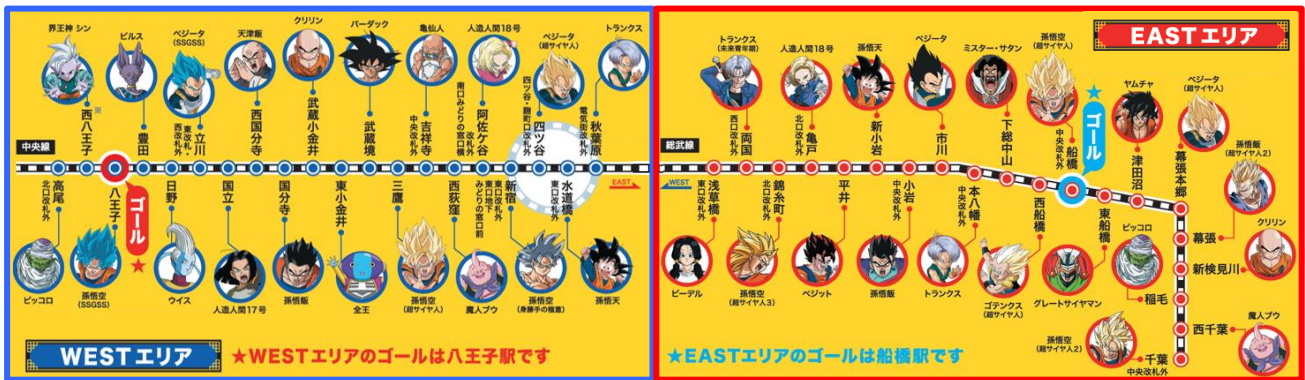 界王神 シン
ビルス
ベジータ
(SSGSS)
天津飯
クリリン
バーダック
亀仙人
人造人間18号
ベジータ
(超サイヤ人)
トランクス
※
西八王子
豊田
立川
東改札・
西改札外
西国分寺
武蔵小金井
武蔵境
吉祥寺
中央改札外
阿佐ケ谷
南口みどりの窓口横
改札外
四ツ谷
四ツ谷・麹町口改札外
秋葉原
電気街改札外
中央線
EAST
高尾
北口改札外
八王子
ゴール
★
日野
国立
国分寺
東小金井
三鷹
西荻窪
新宿
東口改札外
東口地下
みどりの窓口前
水道橋
東口改札外
ピッコロ
孫悟空
(SSGSS)
ウイス
人造人間17号
孫悟飯
全王
孫悟空
(超サイヤ人)
魔人ブウ
孫悟空
(身勝手の極意)
孫悟天
WESTエリア
★WESTエリアのゴールは八王子駅です
EASTエリア
トランクス
(未来青年期)
人造人間18号
孫悟天
ベジータ
ミスター・サタン
孫悟空
(超サイヤ人)
ヤムチャ
ベジータ
(超サイヤ人)
両国
西口改札外
亀戸
北口改札外
新小岩
市川
下総中山
船橋
中央改札外
★
ゴール
津田沼
幕張本郷
孫悟飯
(超サイヤ人2)
総武線
WEST
浅草橋
東口改札外
錦糸町
北口改札外
平井
小岩
中央改札外
本八幡
中央改札外
西船橋
東船橋
ピッコロ
幕張
クリリン
新検見川
稲毛
西千葉
魔人ブウ
千葉
中央改札外
ビーデル
孫悟空
(超サイヤ人3)
ベジット
孫悟飯
トランクス
ゴテンクス
(超サイヤ人)
グレートサイヤマン
孫悟空
(超サイヤ人2)
★EASTエリアのゴールは船橋駅です